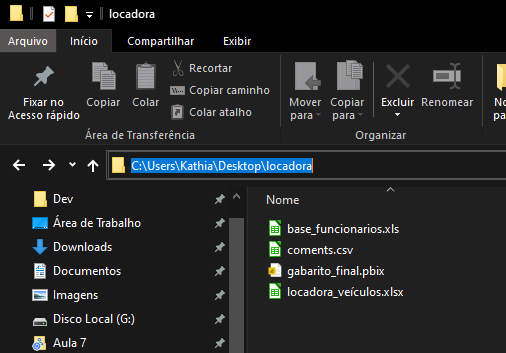 locadora
Arquivo Início Compartilhar Exibir
Fixar no
Acesso rápido
Copiar
Colar
Recortar
Copiar caminho
Colar atalho
Mover
para
Copiar
para
Excluir
Renomear
Área de Transferência
Organizar
C:\Users\Kathia\Desktop\locadora
Dev
Área de Trabalho
Downloads
Documentos
Imagens
Disco Local (G:)
Aula 7
Nome
base_funcionarios.xls
coments.csv
gabarito_final.pbix
locadora_veículos.xlsx